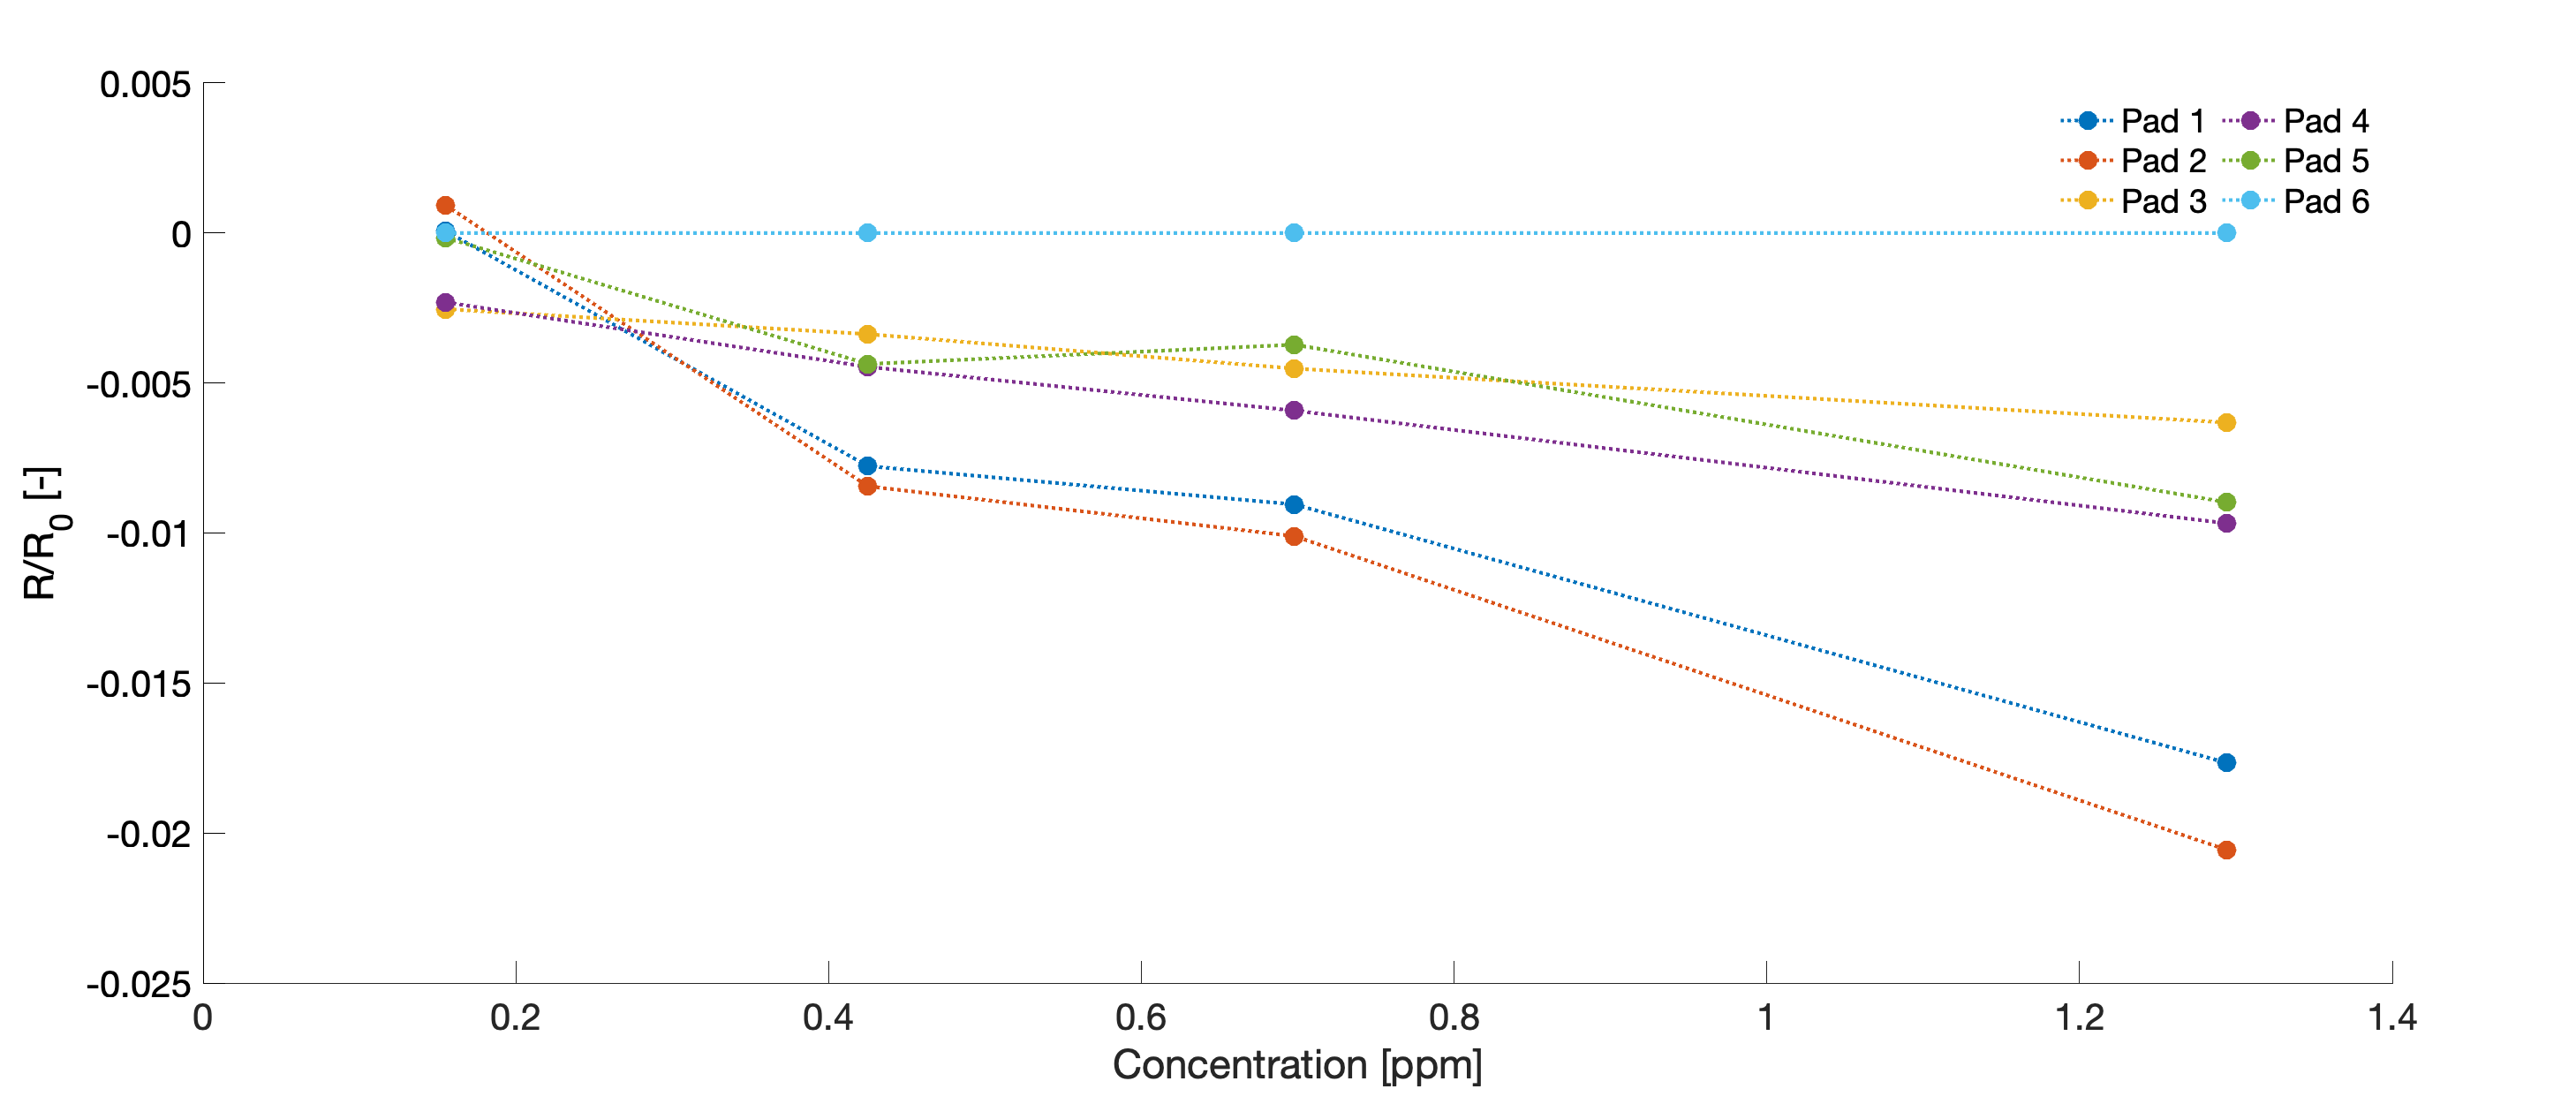 0.005
0
-0.005
-0.01
-0.015
-0.02
-0.025
R/R0 [-]
0 0.2 0.4 0.6 0.8 1 1.2 1.4
Concentration [ppm]
Pad 1 Pad 4
Pad 2 Pad 5
Pad 3 Pad 6